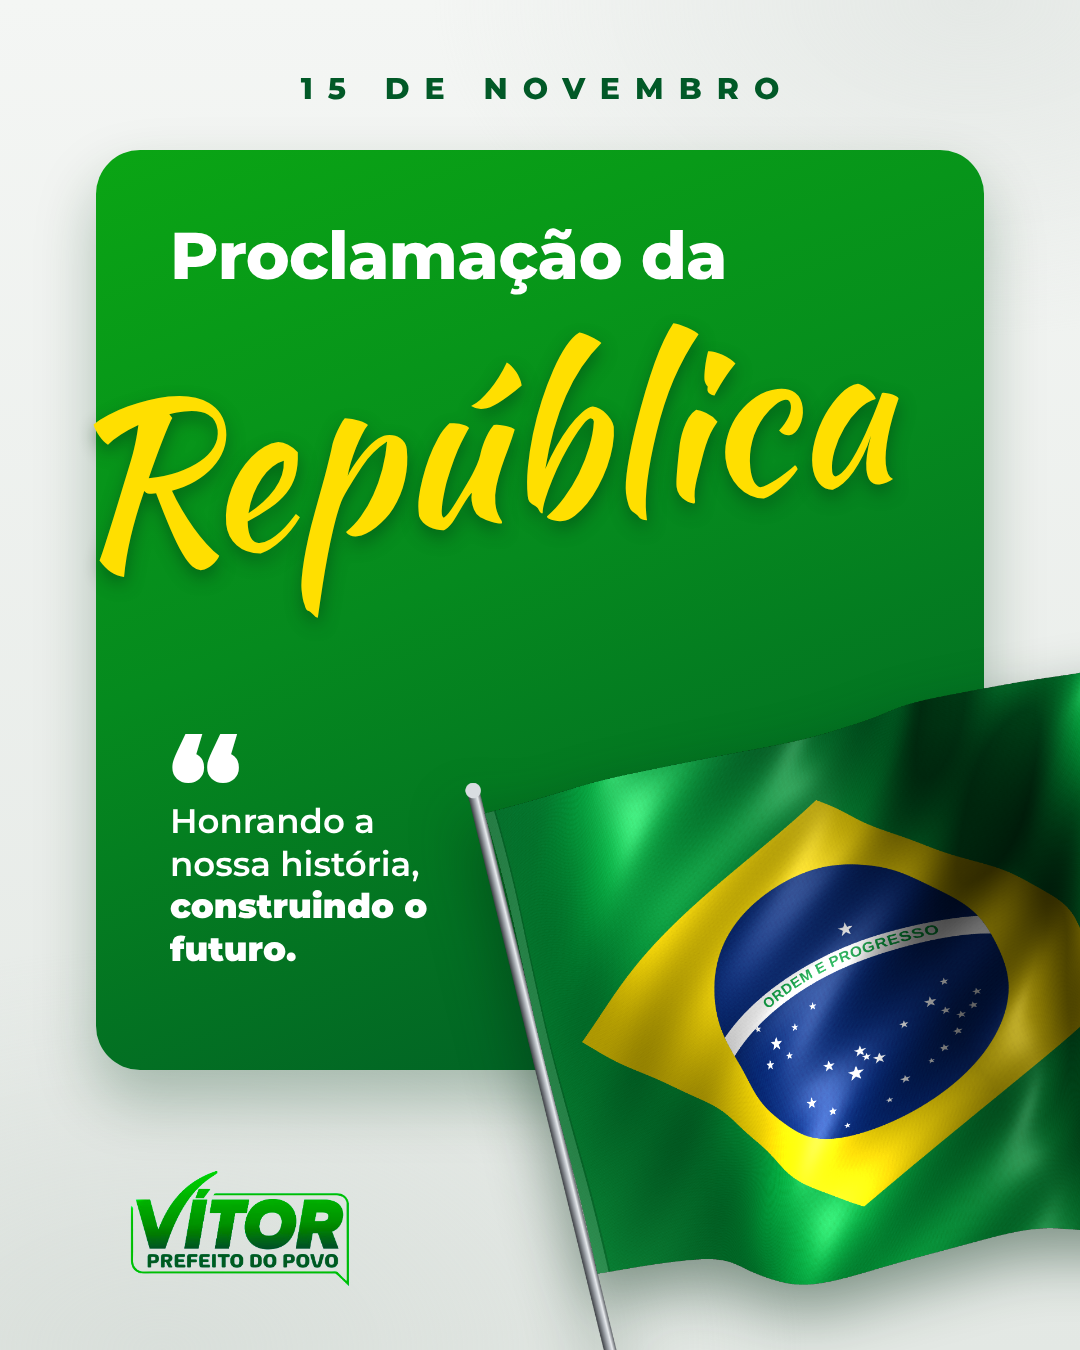 15 DE NOVEMBRO
Proclamação da
República
“
Honrando a
nossa história,
construindo o
futuro.
ORDEM E PROGRESSO
VÍTOR
PREFEITO DO POVO